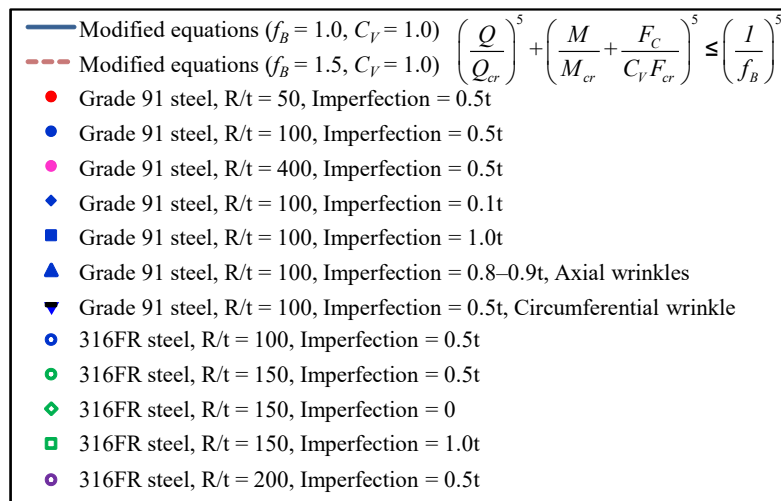 Modified equations (f_B = 1.0, C_V = 1.0)
Modified equations (f_B = 1.5, C_V = 1.0)
(Q/Q_cr)^5 + (M/M_cr + F_C/(C_V F_cr))^5 ≤ (1/f_B)^5
Grade 91 steel, R/t = 50, Imperfection = 0.5t
Grade 91 steel, R/t = 100, Imperfection = 0.5t
Grade 91 steel, R/t = 400, Imperfection = 0.5t
Grade 91 steel, R/t = 100, Imperfection = 0.1t
Grade 91 steel, R/t = 100, Imperfection = 1.0t
Grade 91 steel, R/t = 100, Imperfection = 0.8–0.9t, Axial wrinkles
Grade 91 steel, R/t = 100, Imperfection = 0.5t, Circumferential wrinkle
316FR steel, R/t = 100, Imperfection = 0.5t
316FR steel, R/t = 150, Imperfection = 0.5t
316FR steel, R/t = 150, Imperfection = 0
316FR steel, R/t = 150, Imperfection = 1.0t
316FR steel, R/t = 200, Imperfection = 0.5t